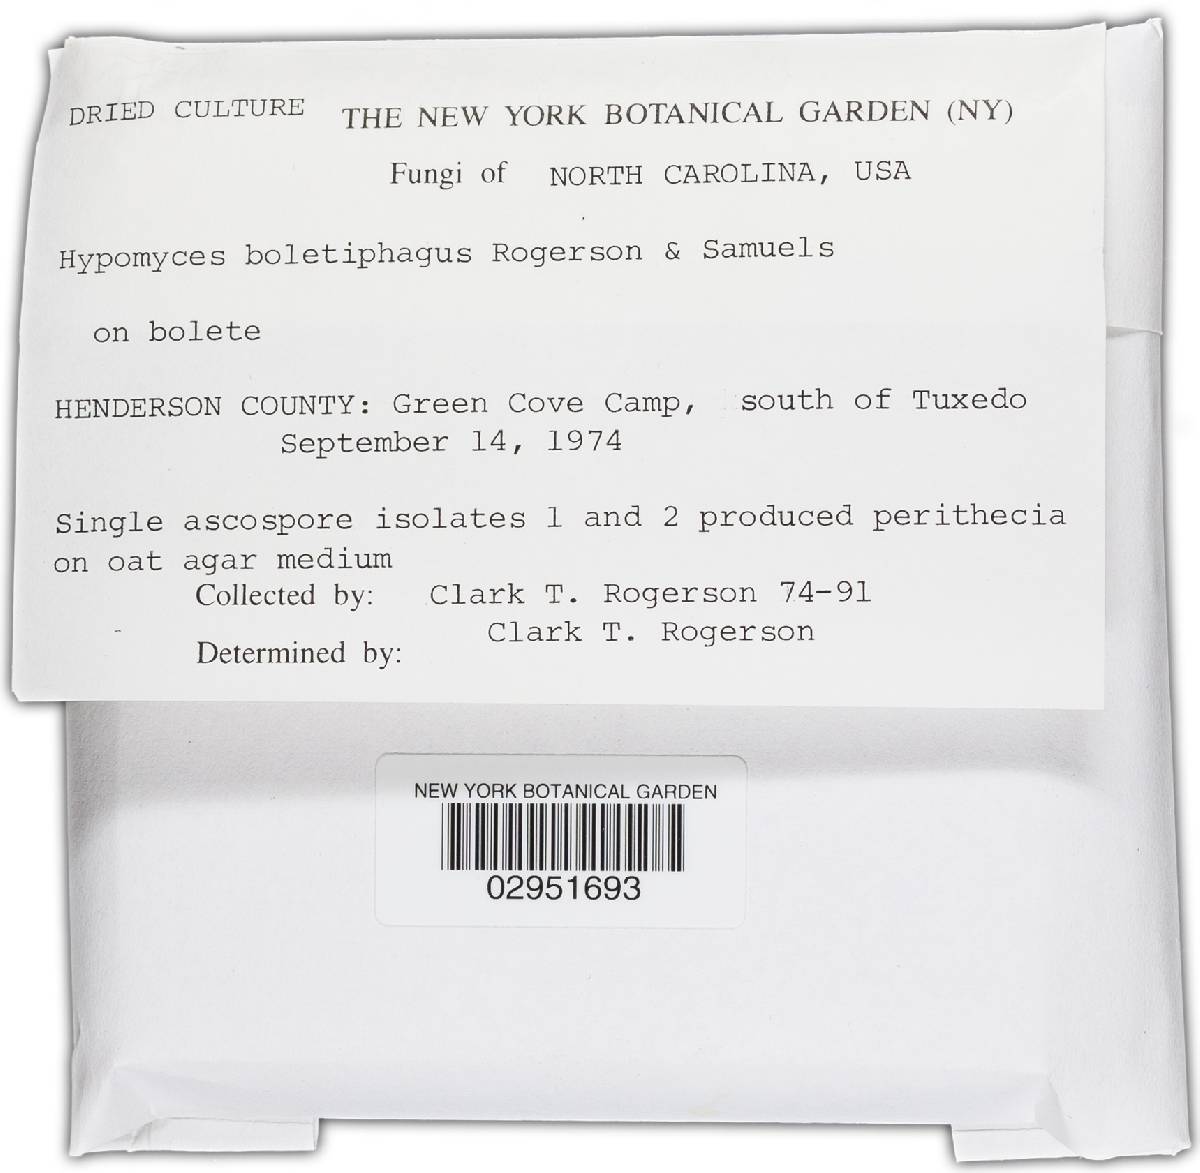 DRIED CULTURE THE NEW YORK BOTANICAL GARDEN (NY)
Fungi of NORTH CAROLINA, USA
Hypomyces boletiphagus Rogerson & Samuels
on bolete
HENDERSON COUNTY: Green Cove Camp, south of Tuxedo
September 14, 1974
Single ascospore isolates 1 and 2 produced perithecia
on oat agar medium
Collected by: Clark T. Rogerson 74-91
Clark T. Rogerson
Determined by:
NEW YORK BOTANICAL GARDEN
02951693